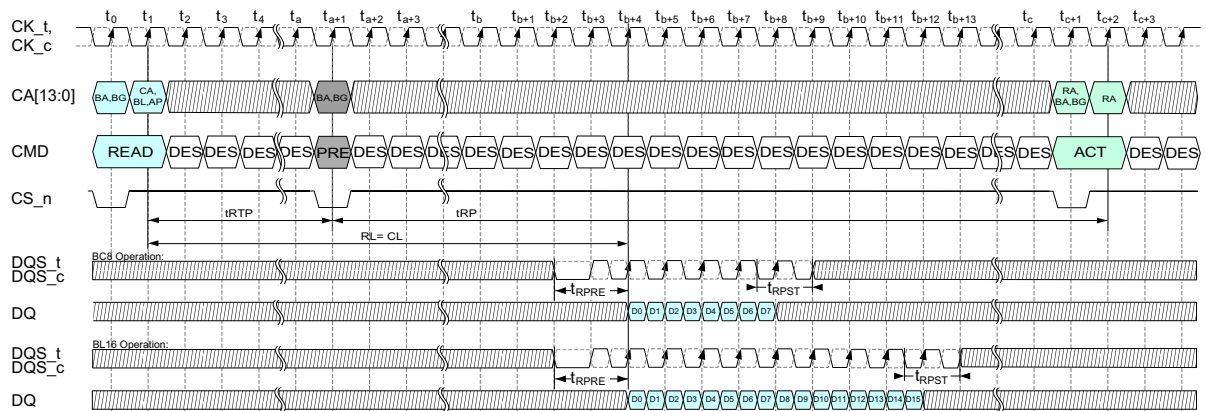 t0 t1 t2 t3 t4 ta ta+1 ta+2 ta+3 tb tb+1 tb+2 tb+3 tb+4 tb+5 tb+6 tb+7 tb+8 tb+9 tb+10 tb+11 tb+12 tb+13 tc tc+1 tc+2 tc+3
CK_t,
CK_c
CA[13:0] BA,BG CA, BL,AP BA,BG RA, BA,BG RA
CMD READ DES DES DES DES PRE DES DES DES DES DES DES DES DES DES DES DES DES DES DES DES DES DES DES DES ACT DES DES
CS_n
tRTP tRP
RL= CL
BC8 Operation:
DQS_t
DQS_c
tRPRE tRPST
DQ D0 D1 D2 D3 D4 D5 D6 D7
BL16 Operation:
DQS_t
DQS_c
tRPRE tRPST
DQ D0 D1 D2 D3 D4 D5 D6 D7 D8 D9 D10 D11 D12 D13 D14 D15